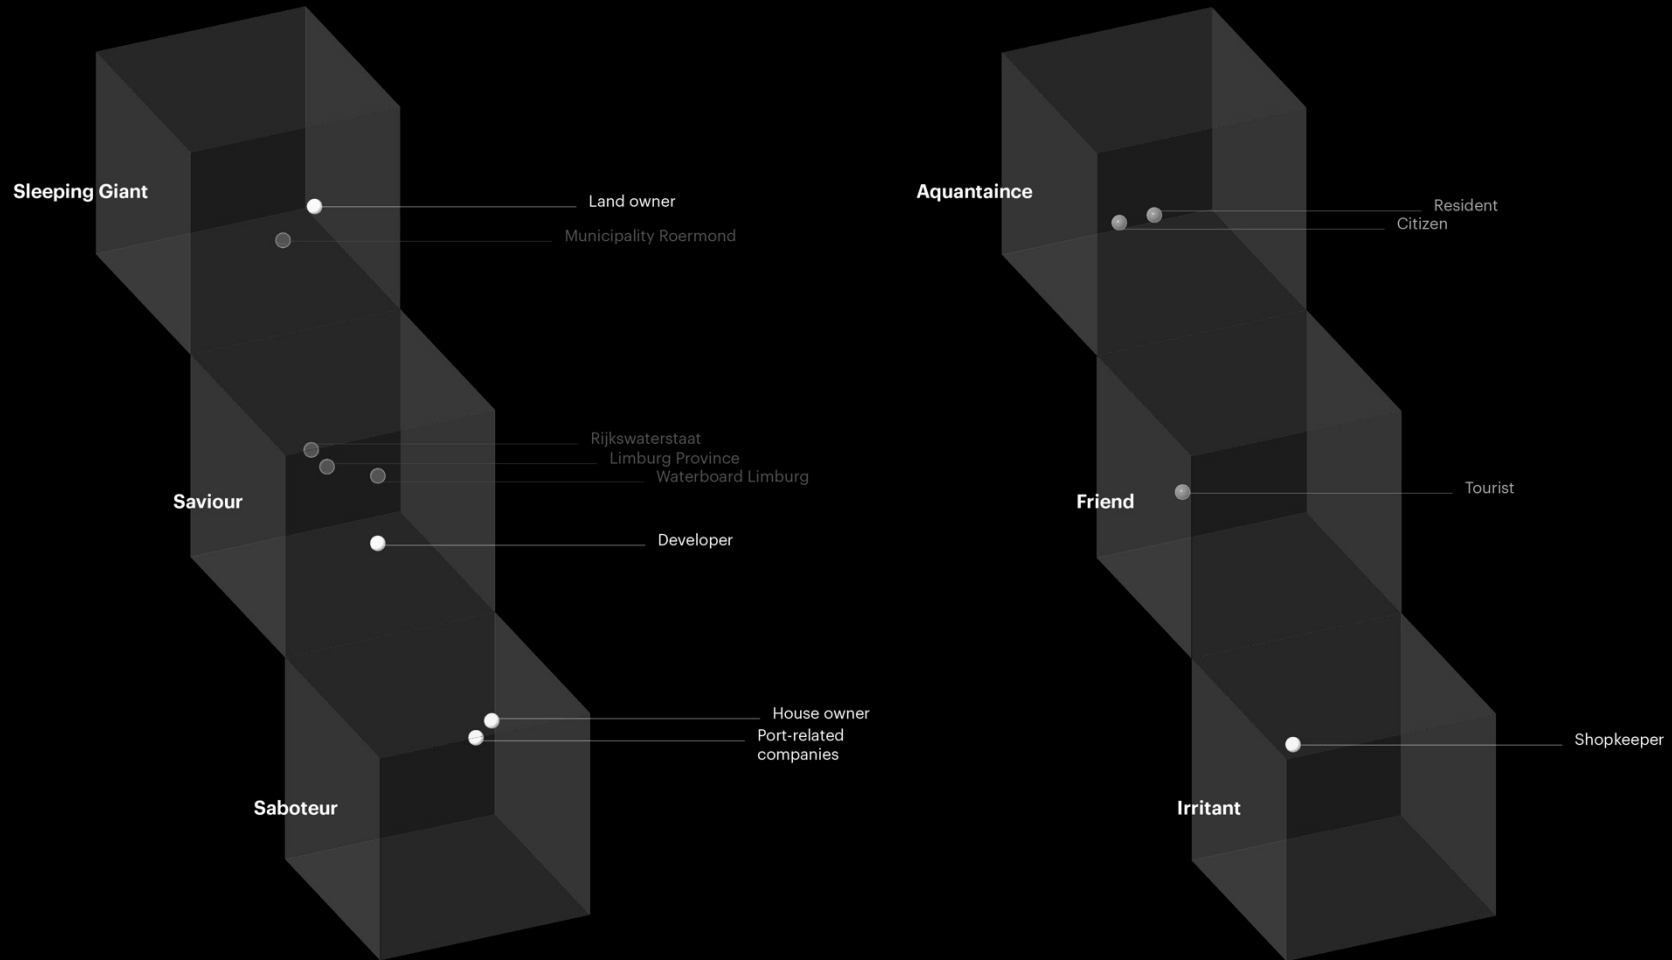 Sleeping Giant
Land owner
Municipality Roermond
Rijkswaterstaat
Limburg Province
Waterboard Limburg
Saviour
Developer
House owner
Port-related
companies
Saboteur
Aquantaince
Resident
Citizen
Friend
Tourist
Shopkeeper
Irritant